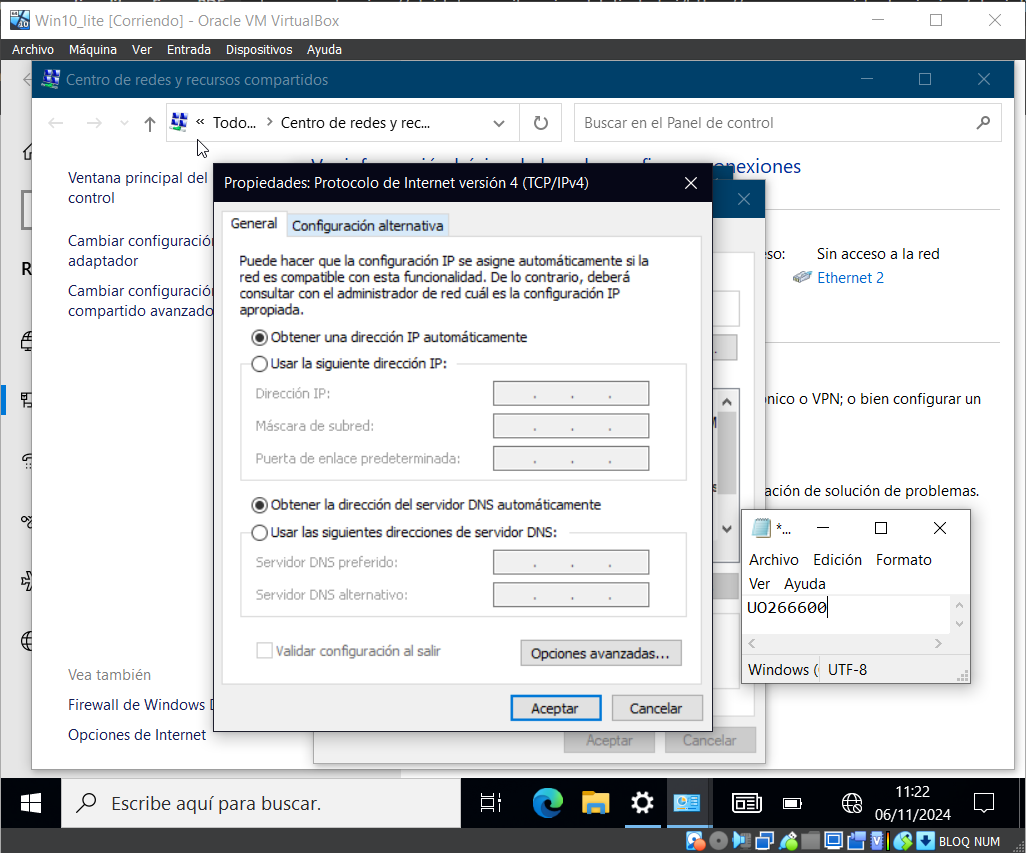 Win10_lite [Corriendo] - Oracle VM VirtualBox
Archivo Máquina Ver Entrada Dispositivos Ayuda
Centro de redes y recursos compartidos
« Todo... > Centro de redes y rec...
Buscar en el Panel de control
Ventana principal del
control
Cambiar configuración
adaptador
Cambiar configuración
compartido avanzado
Vea también
Firewall de Windows
Opciones de Internet
exiones
Sin acceso a la red
Ethernet 2
ónico o VPN; o bien configurar un
ación de solución de problemas.
Propiedades: Protocolo de Internet versión 4 (TCP/IPv4)
General Configuración alternativa
Puede hacer que la configuración IP se asigne automáticamente si la
red es compatible con esta funcionalidad. De lo contrario, deberá
consultar con el administrador de red cuál es la configuración IP
apropiada.
Obtener una dirección IP automáticamente
Usar la siguiente dirección IP:
Dirección IP:
Máscara de subred:
Puerta de enlace predeterminada:
Obtener la dirección del servidor DNS automáticamente
Usar las siguientes direcciones de servidor DNS:
Servidor DNS preferido:
Servidor DNS alternativo:
Validar configuración al salir
Opciones avanzadas...
Aceptar Cancelar
Aceptar Cancelar
*...
Archivo Edición Formato
Ver Ayuda
UO266600
Windows ( UTF-8
Escribe aquí para buscar.
11:22
06/11/2024
BLOQ NUM